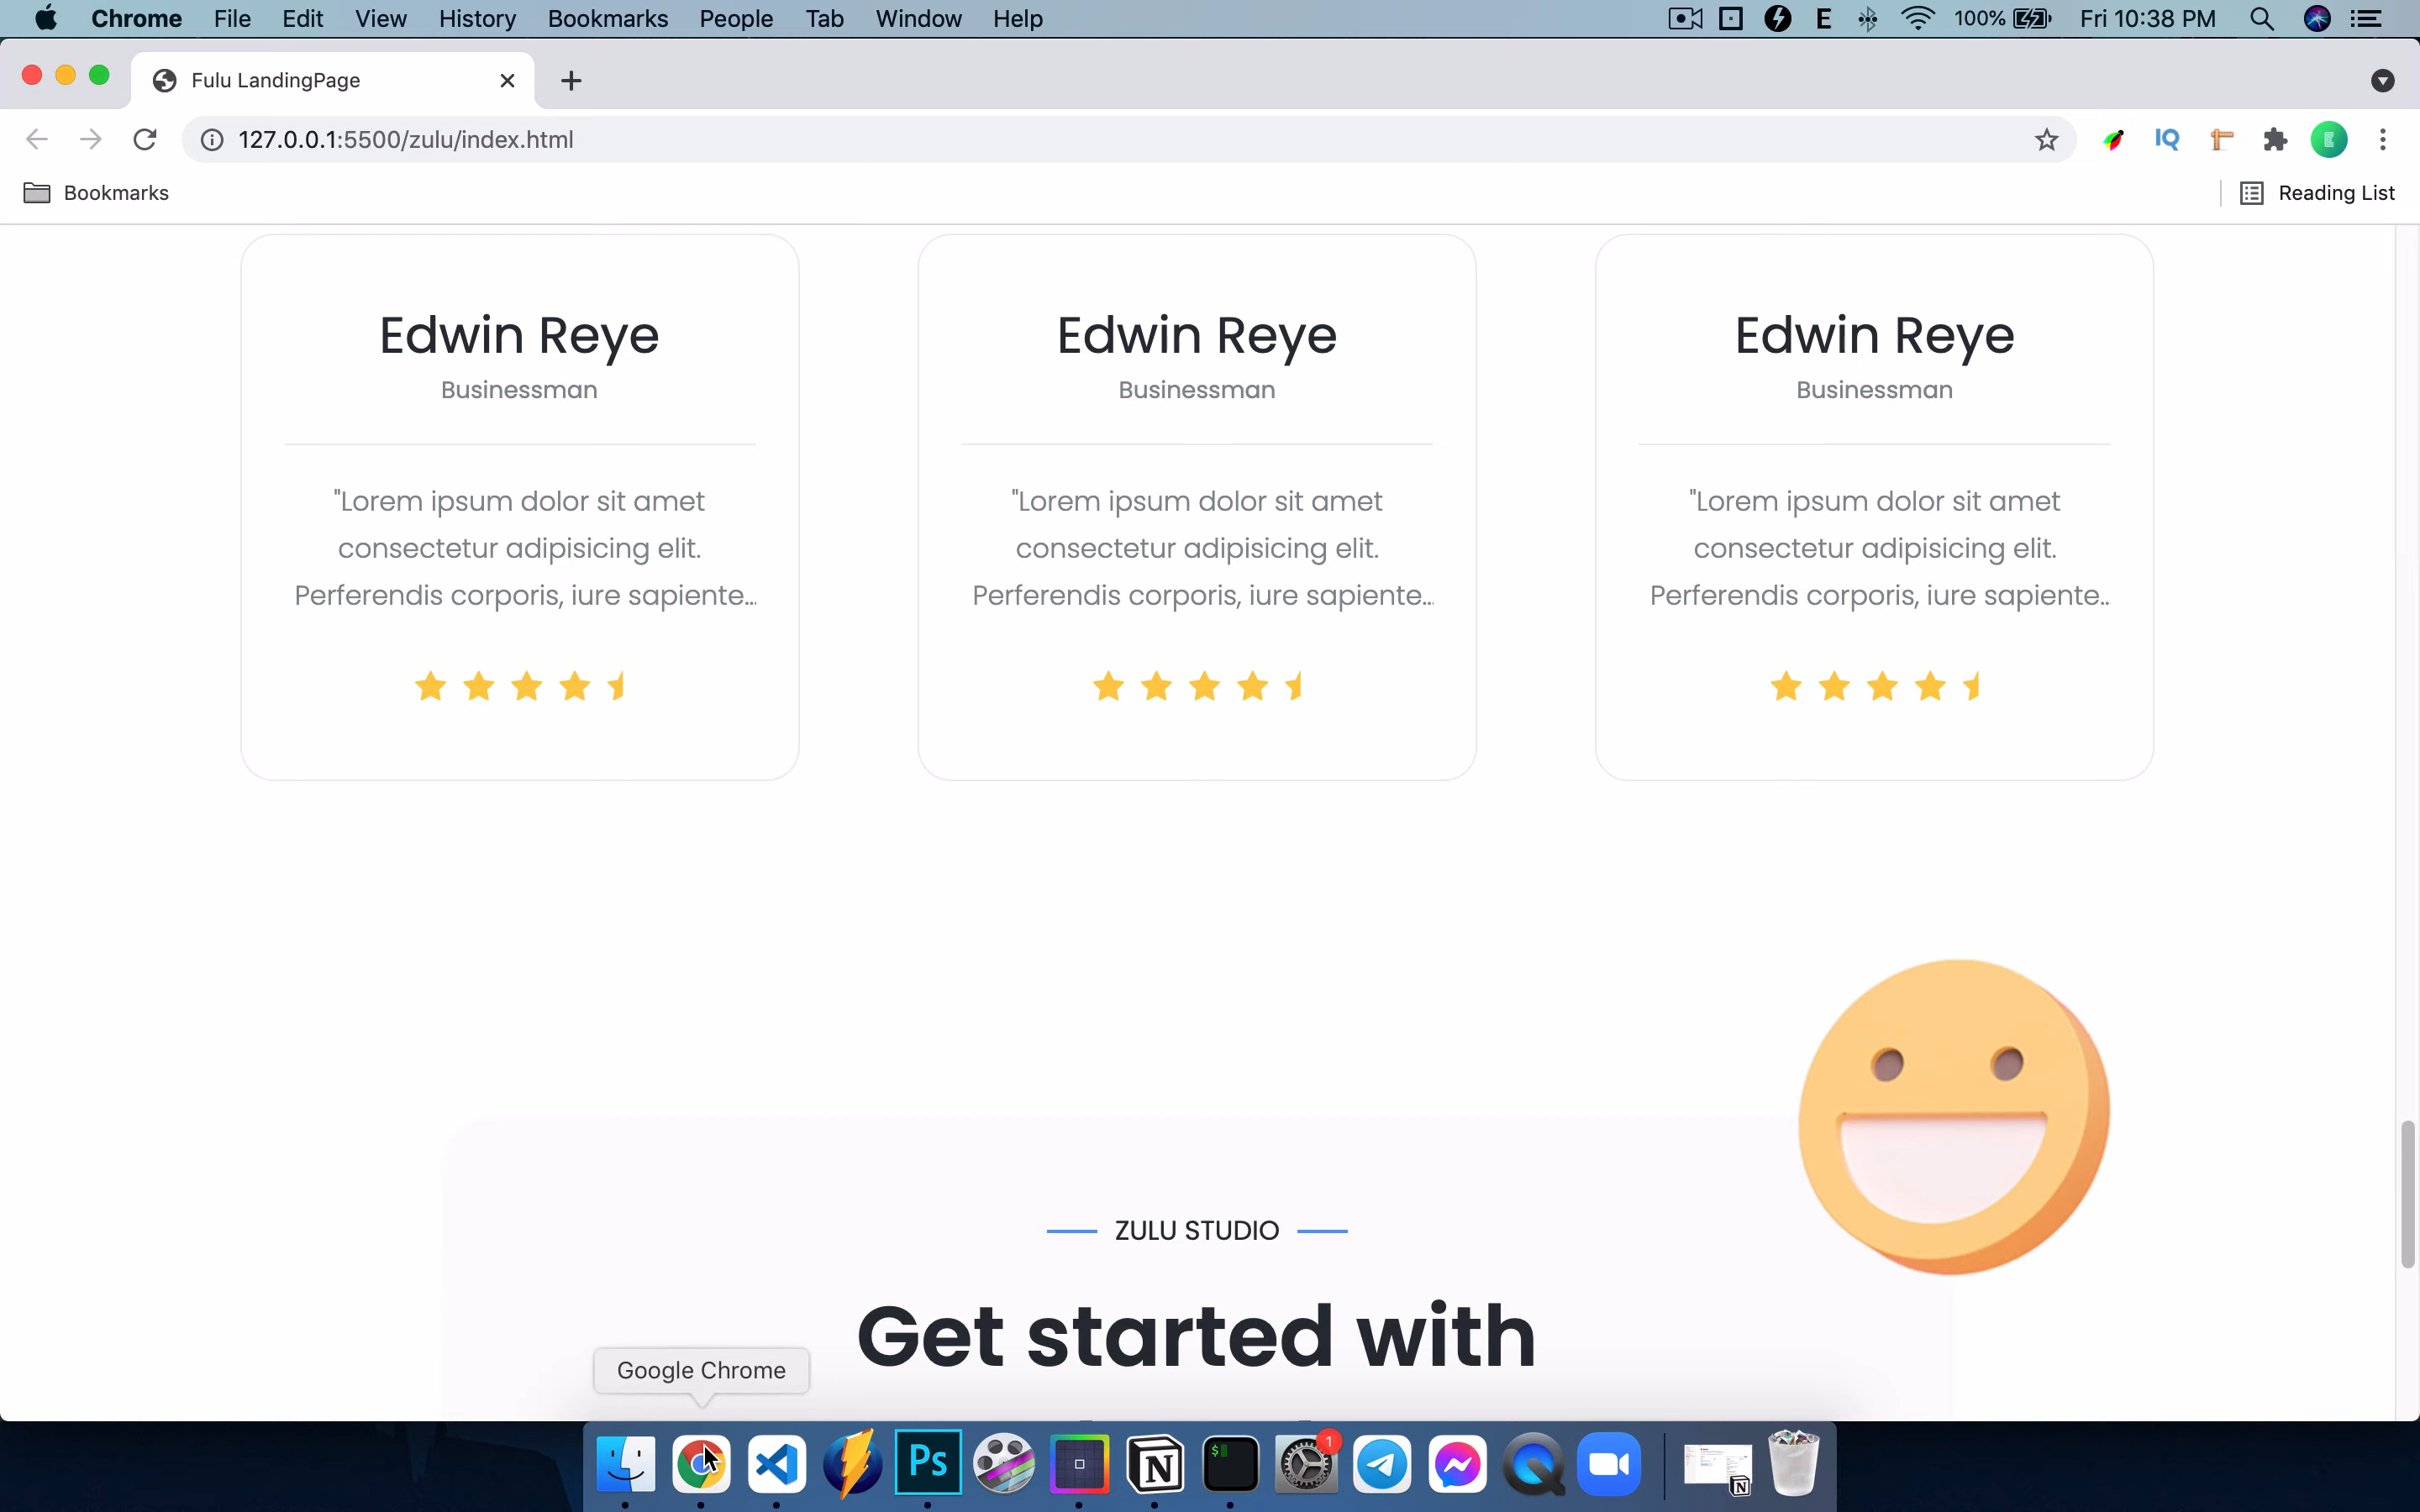 Chrome File Edit View History Bookmarks People Tab Window Help E 100% Fri 10:38 PM
Fulu LandingPage
127.0.0.1:5500/zulu/index.html IQ E
Bookmarks Reading List
Edwin Reye Edwin Reye Edwin Reye
Businessman Businessman Businessman
"Lorem ipsum dolor sit amet "Lorem ipsum dolor sit amet "Lorem ipsum dolor sit amet
consectetur adipisicing elit. consectetur adipisicing elit. consectetur adipisicing elit.
Perferendis corporis, iure sapiente... Perferendis corporis, iure sapiente... Perferendis corporis, iure sapiente..
ZULU STUDIO
Get started with
Google Chrome
Ps N $ 1 N